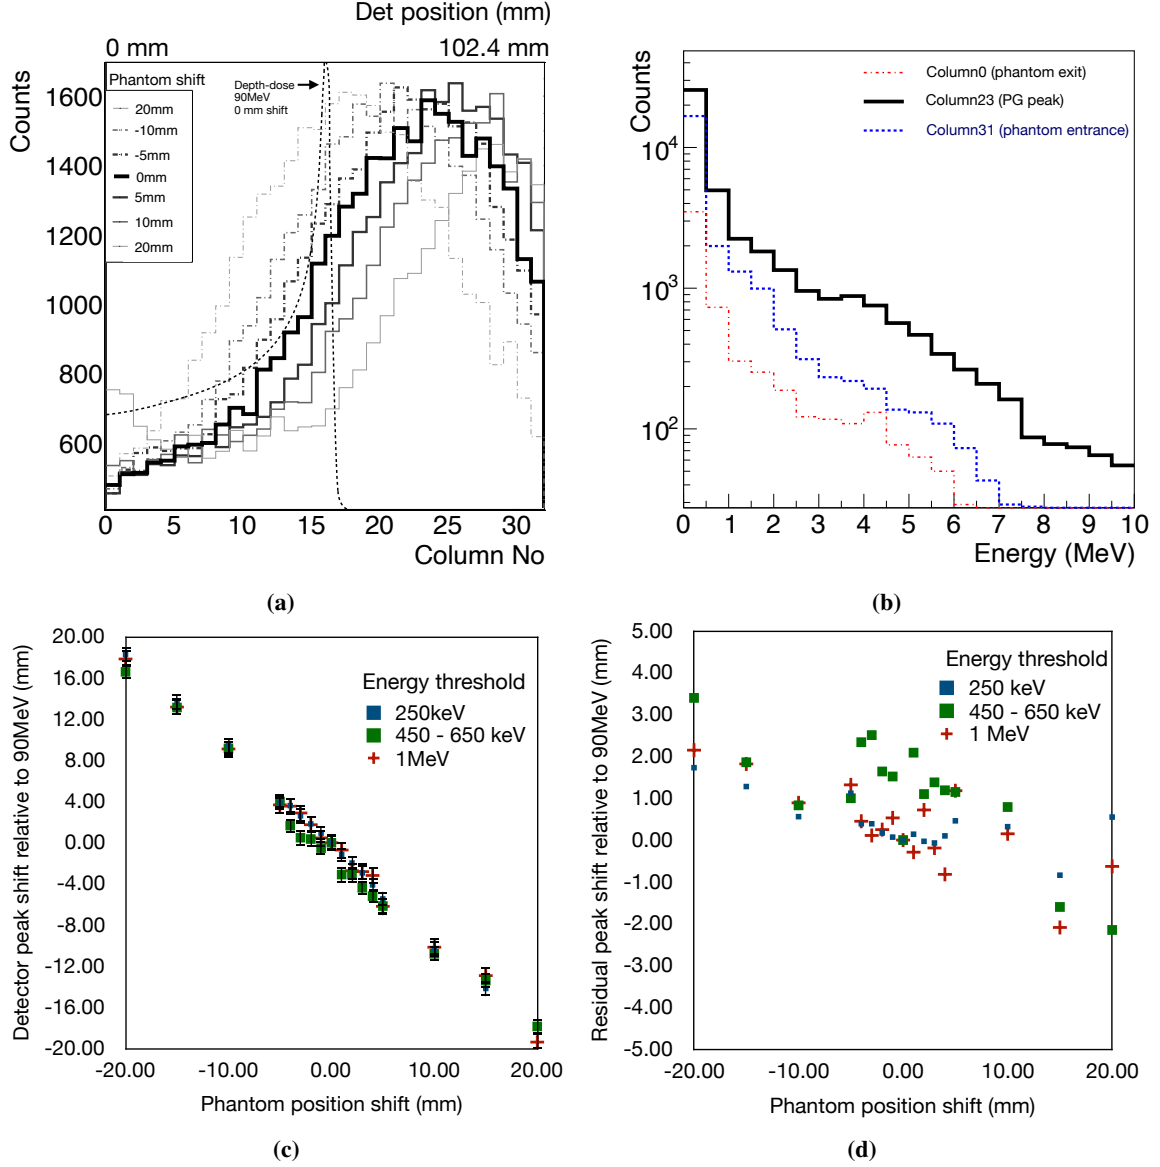 Det position (mm)
0 mm
102.4 mm
Counts
1600
1400
1200
1000
800
600
Phantom shift
20mm
-10mm
-5mm
0mm
5mm
10mm
20mm
Depth-dose
90MeV
0 mm shift
0 5 10 15 20 25 30
Column No
(a)
Counts
10^4
10^3
10^2
Column0 (phantom exit)
Column23 (PG peak)
Column31 (phantom entrance)
0 1 2 3 4 5 6 7 8 9 10
Energy (MeV)
(b)
Detector peak shift relative to 90MeV (mm)
20.00
16.00
12.00
8.00
4.00
0.00
-4.00
-8.00
-12.00
-16.00
-20.00
Energy threshold
250keV
450 - 650 keV
1MeV
-20.00 -10.00 0.00 10.00 20.00
Phantom position shift (mm)
(c)
Residual peak shift relative to 90MeV (mm)
5.00
4.00
3.00
2.00
1.00
0.00
-1.00
-2.00
-3.00
-4.00
-5.00
Energy threshold
250 keV
450 - 650 keV
1 MeV
-20.00 -10.00 0.00 10.00 20.00
Phantom position shift (mm)
(d)